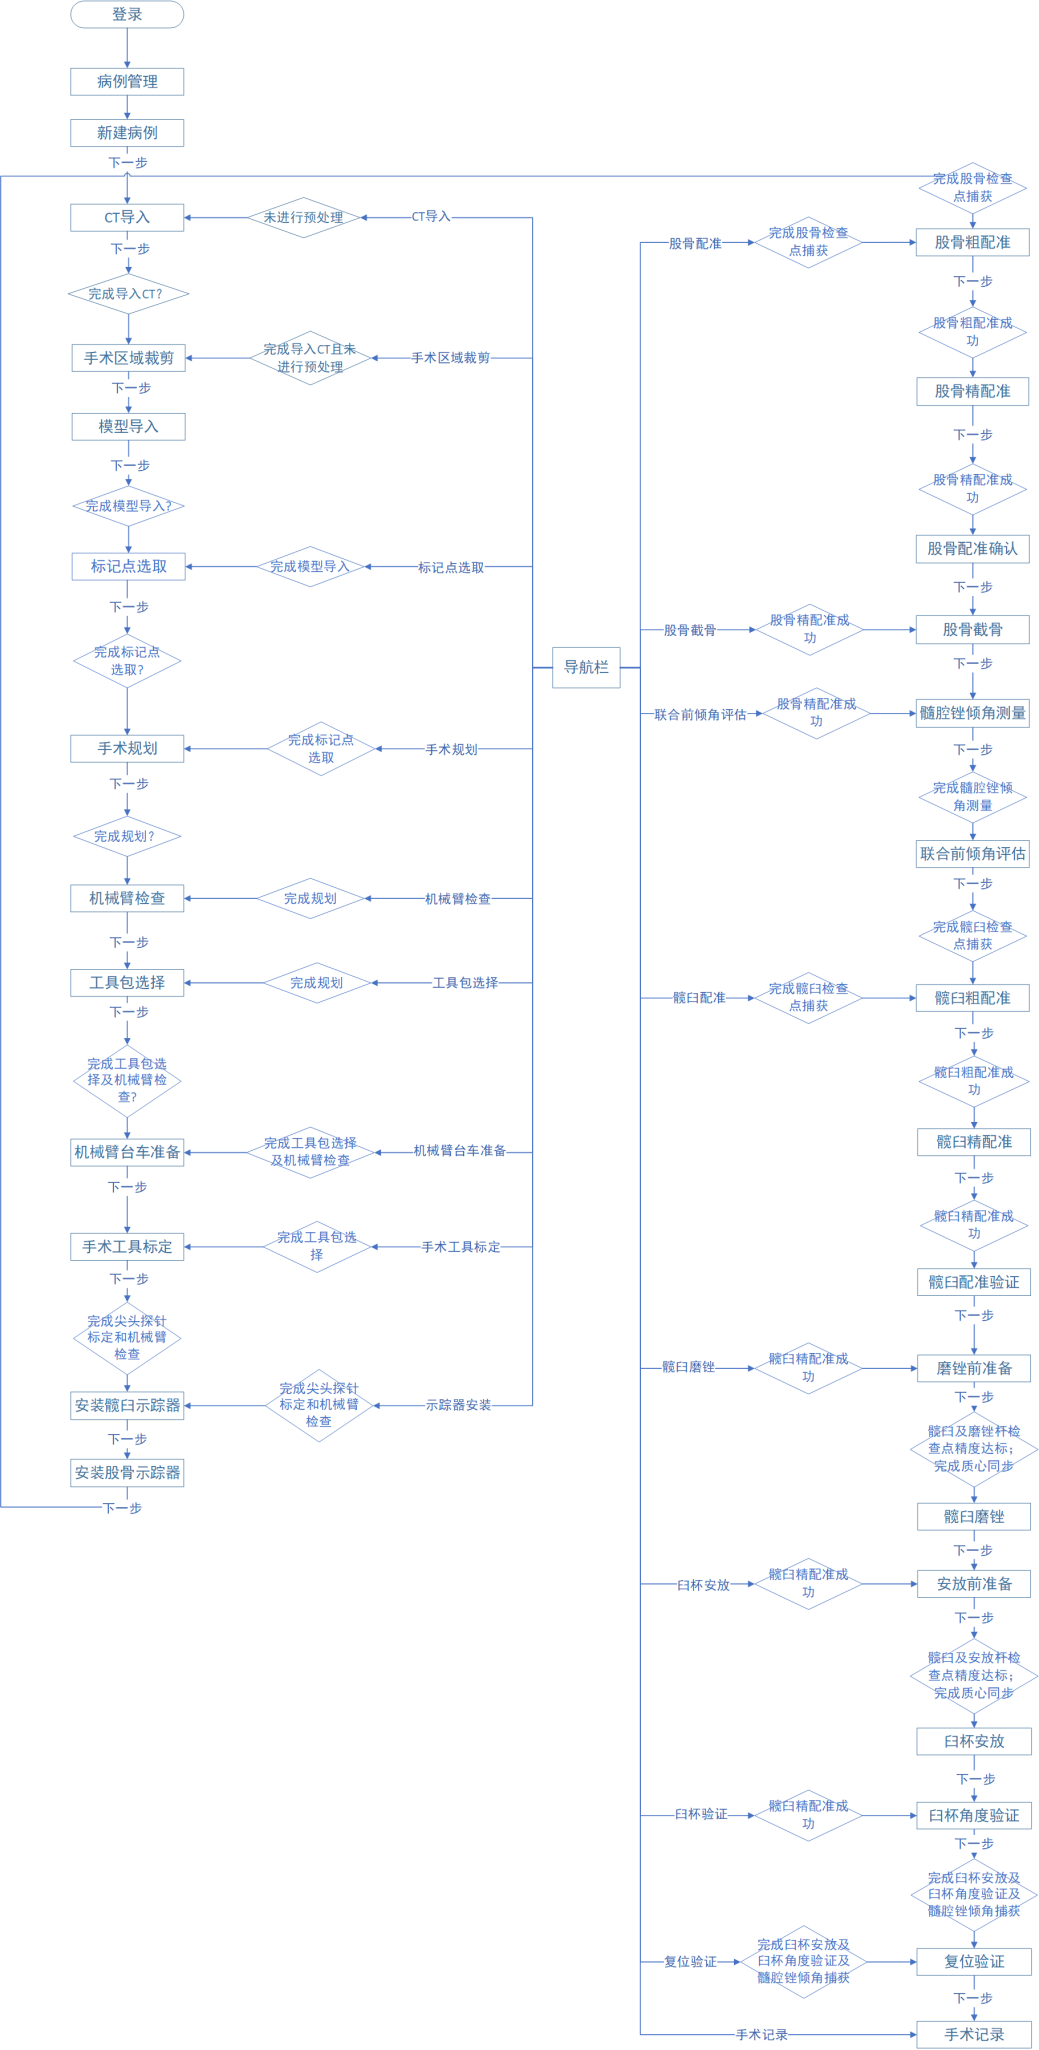 登录
病例管理
新建病例
下一步
CT导入
下一步
完成导入CT?
手术区域裁剪
下一步
模型导入
下一步
完成模型导入?
标记点选取
下一步
完成标记点
选取?
手术规划
下一步
完成规划?
机械臂检查
下一步
工具包选择
下一步
完成工具包选
择及机械臂检
查?
机械臂台车准备
下一步
手术工具标定
下一步
完成尖头探针
标定和机械臂
检查
安装髋臼示踪器
下一步
安装股骨示踪器
下一步
未进行预处理
CT导入
完成导入CT且未
进行预处理
手术区域裁剪
完成模型导入
标记点选取
完成标记点
选取
手术规划
完成规划
机械臂检查
完成规划
工具包选择
完成工具包选择
及机械臂检查
机械臂台车准备
完成工具包选
择
手术工具标定
完成尖头探针
标定和机械臂
检查
示踪器安装
导航栏
股骨配准
完成股骨检查
点捕获
股骨截骨
股骨精配准成
功
联合前倾角评估
股骨精配准成
功
髋臼配准
完成髋臼检查
点捕获
髋臼磨锉
髋臼精配准成
功
臼杯安放
髋臼精配准成
功
臼杯验证
髋臼精配准成
功
复位验证
完成臼杯安放及
臼杯角度验证及
髓腔锉倾角捕获
手术记录
完成股骨检查
点捕获
股骨粗配准
下一步
股骨粗配准成
功
股骨精配准
下一步
股骨精配准成
功
股骨配准确认
下一步
股骨截骨
下一步
髓腔锉倾角测量
下一步
完成髓腔锉倾
角测量
联合前倾角评估
下一步
完成髋臼检查
点捕获
髋臼粗配准
下一步
髋臼粗配准成
功
髋臼精配准
下一步
髋臼精配准成
功
髋臼配准验证
下一步
磨锉前准备
下一步
髋臼及磨锉杆检
查点精度达标；
完成质心同步
髋臼磨锉
下一步
安放前准备
下一步
髋臼及安放杆检
查点精度达标；
完成质心同步
臼杯安放
下一步
臼杯角度验证
下一步
完成臼杯安放及
臼杯角度验证及
髓腔锉倾角捕获
复位验证
下一步
手术记录